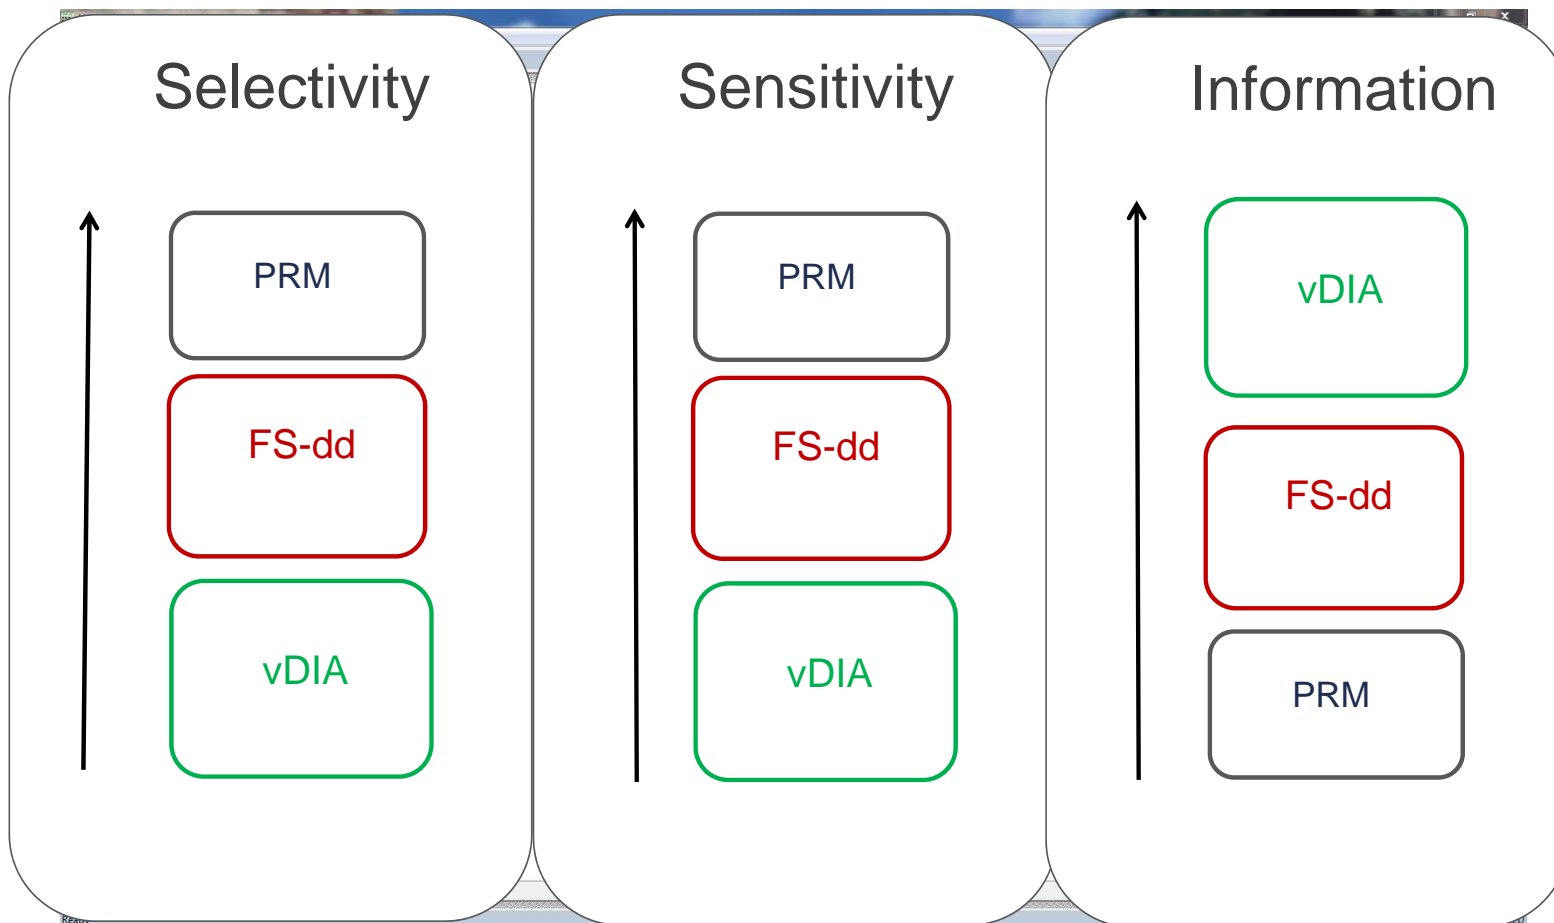 Selectivity
PRM
FS-dd
vDIA
Sensitivity
PRM
FS-dd
vDIA
Information
vDIA
FS-dd
PRM